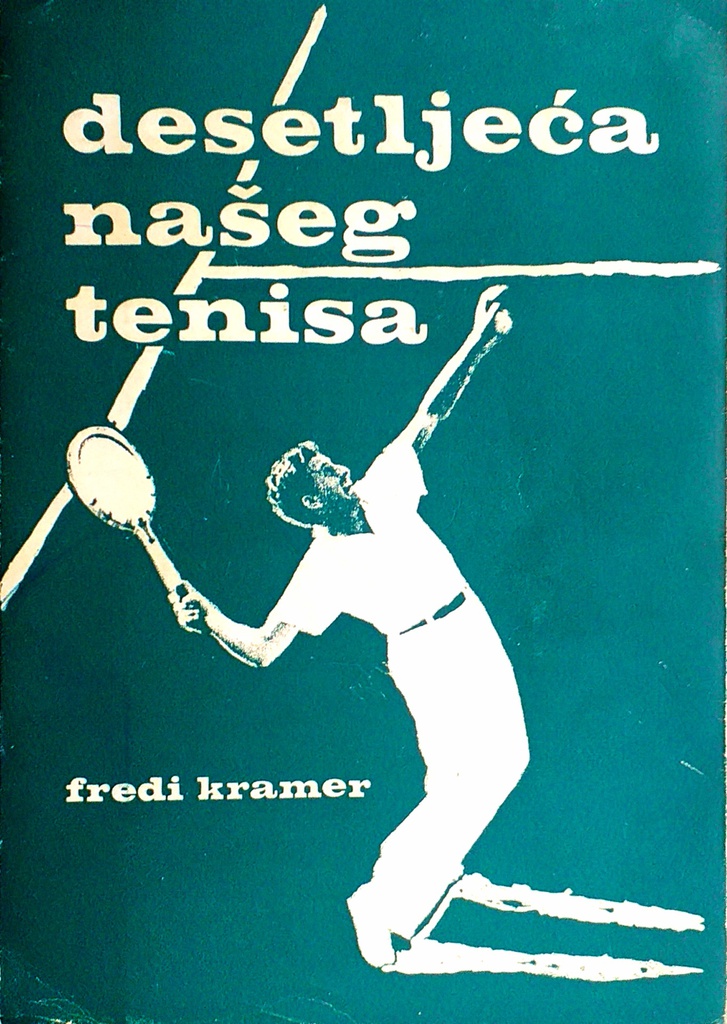 desetljeća
našeg
tenisa
fredi kramer